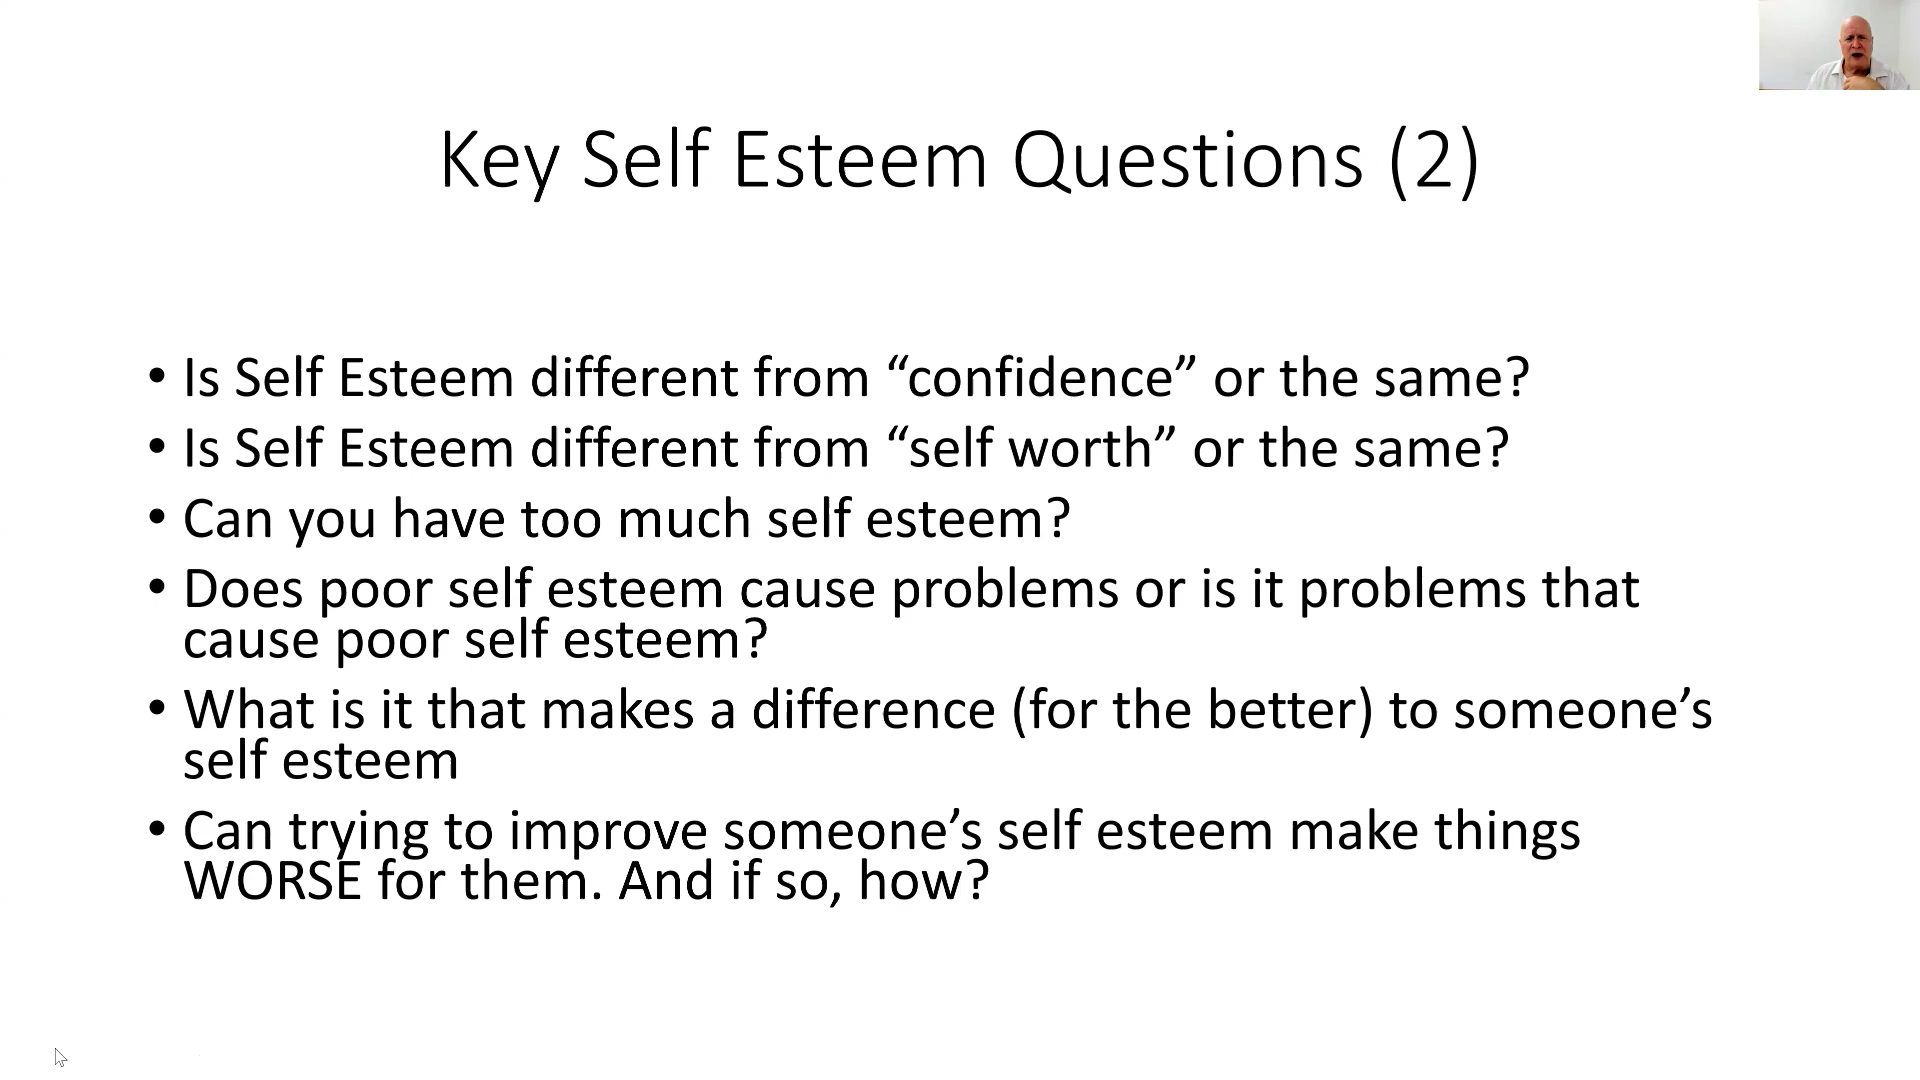 Key Self Esteem Questions (2)
• Is Self Esteem different from “confidence” or the same?
• Is Self Esteem different from “self worth” or the same?
• Can you have too much self esteem?
• Does poor self esteem cause problems or is it problems that
cause poor self esteem?
• What is it that makes a difference (for the better) to someone’s
self esteem
• Can trying to improve someone’s self esteem make things
WORSE for them. And if so, how?